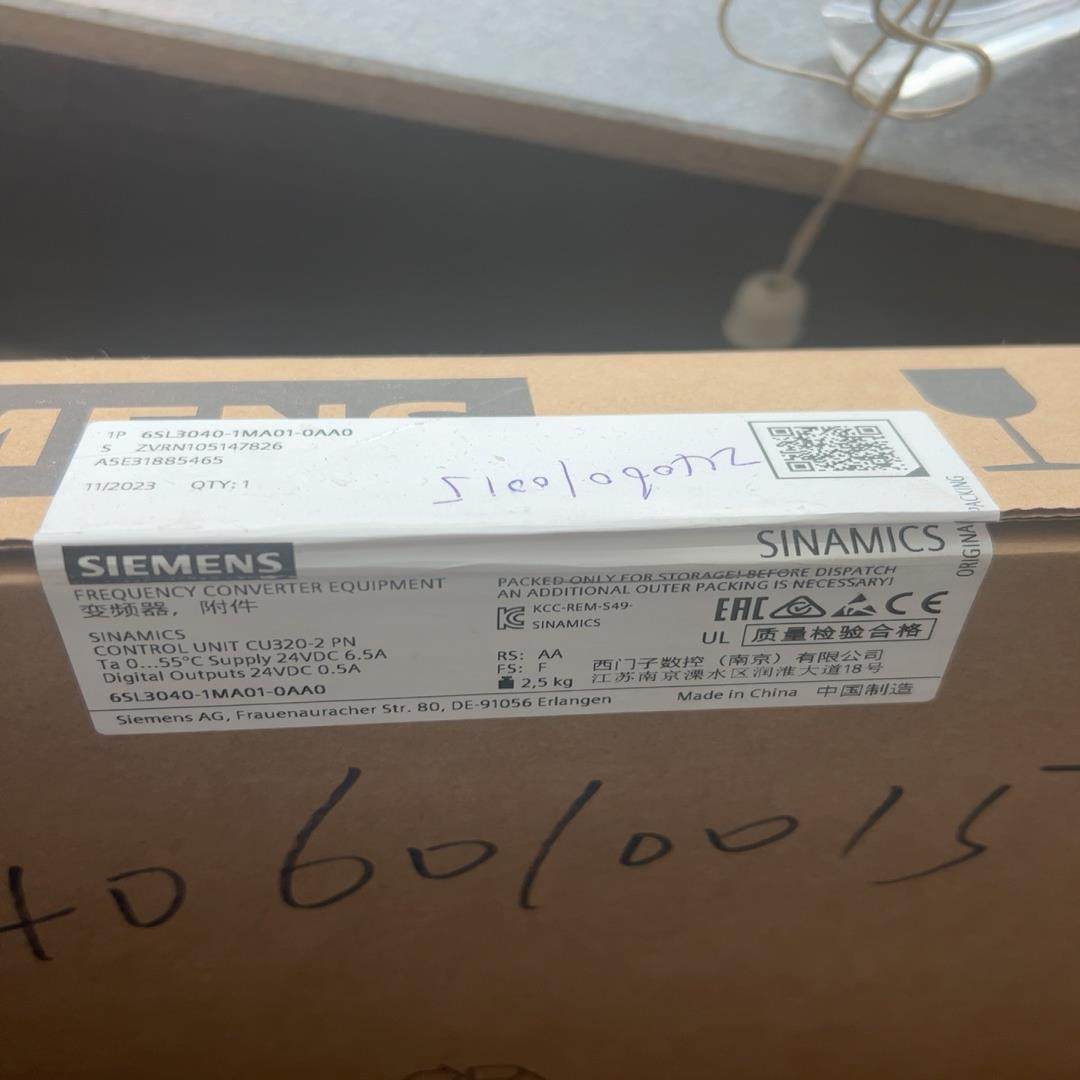 1P 6SL3040-1MA01-0AA0
S ZVRN105147826
A5E31885465
11/2023 QTY: 1
2406010015
ORIGINAL PACKING
SIEMENS
SINAMICS
FREQUENCY CONVERTER EQUIPMENT
变频器，附件
PACKED ONLY FOR STORAGE! BEFORE DISPATCH
AN ADDITIONAL OUTER PACKING IS NECESSARY!
KCC-REM-S49-
SINAMICS
EAC CE
UL 质量检验合格
SINAMICS
CONTROL UNIT CU320-2 PN
Ta 0...55°C Supply 24VDC 6.5A
Digital Outputs 24VDC 0.5A
6SL3040-1MA01-0AA0
RS: AA
FS: F
2,5 kg
西门子数控（南京）有限公司
江苏南京溧水区润淮大道18号
Siemens AG, Frauenauracher Str. 80, DE-91056 Erlangen
Made in China 中国制造
406010015